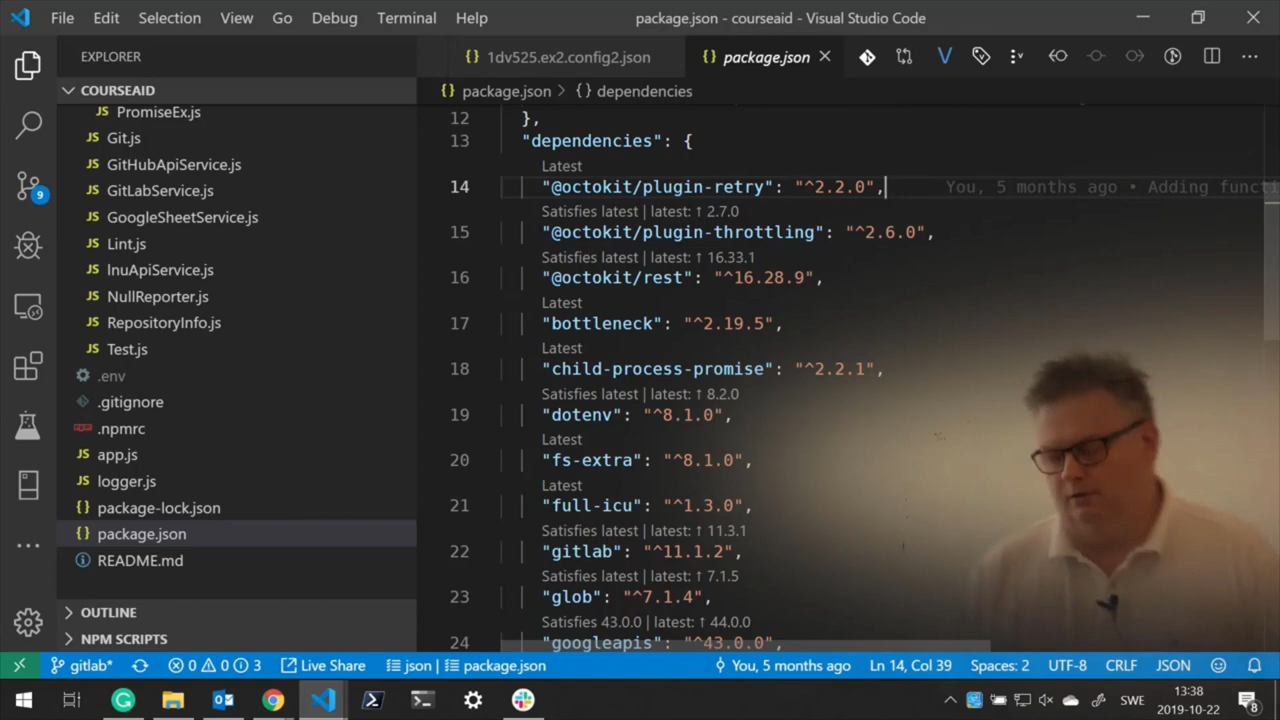 File Edit Selection View Go Debug Terminal Help package.json - courseaid - Visual Studio Code
EXPLORER
1dv525.ex2.config2.json
{} package.json
COURSEAID
{} package.json > {} dependencies
JS PromiseEx.js
JS Git.js
JS GitHubApiService.js
JS GitLabService.js
JS GoogleSheetService.js
JS Lint.js
JS lnuApiService.js
JS NullReporter.js
JS RepositoryInfo.js
JS Test.js
.env
.gitignore
.npmrc
JS app.js
JS logger.js
{} package-lock.json
{} package.json
README.md
OUTLINE
NPM SCRIPTS
9
12 },
13 "dependencies": {
Latest
14 "@octokit/plugin-retry": "^2.2.0", You, 5 months ago • Adding functi
Satisfies latest | latest: ↑ 2.7.0
15 "@octokit/plugin-throttling": "^2.6.0",
Satisfies latest | latest: ↑ 16.33.1
16 "@octokit/rest": "^16.28.9",
Latest
17 "bottleneck": "^2.19.5",
Latest
18 "child-process-promise": "^2.2.1",
Satisfies latest | latest: ↑ 8.2.0
19 "dotenv": "^8.1.0",
Latest
20 "fs-extra": "^8.1.0",
Latest
21 "full-icu": "^1.3.0",
Satisfies latest | latest: ↑ 11.3.1
22 "gitlab": "^11.1.2",
Satisfies latest | latest: ↑ 7.1.5
23 "glob": "^7.1.4",
Satisfies 43.0.0 | latest: ↑ 44.0.0
24 "googleapis": "^43.0.0"
gitlab* 0 0 3 Live Share json | package.json You, 5 months ago Ln 14, Col 39 Spaces: 2 UTF-8 CRLF JSON
SWE
13:38
2019-10-22
8